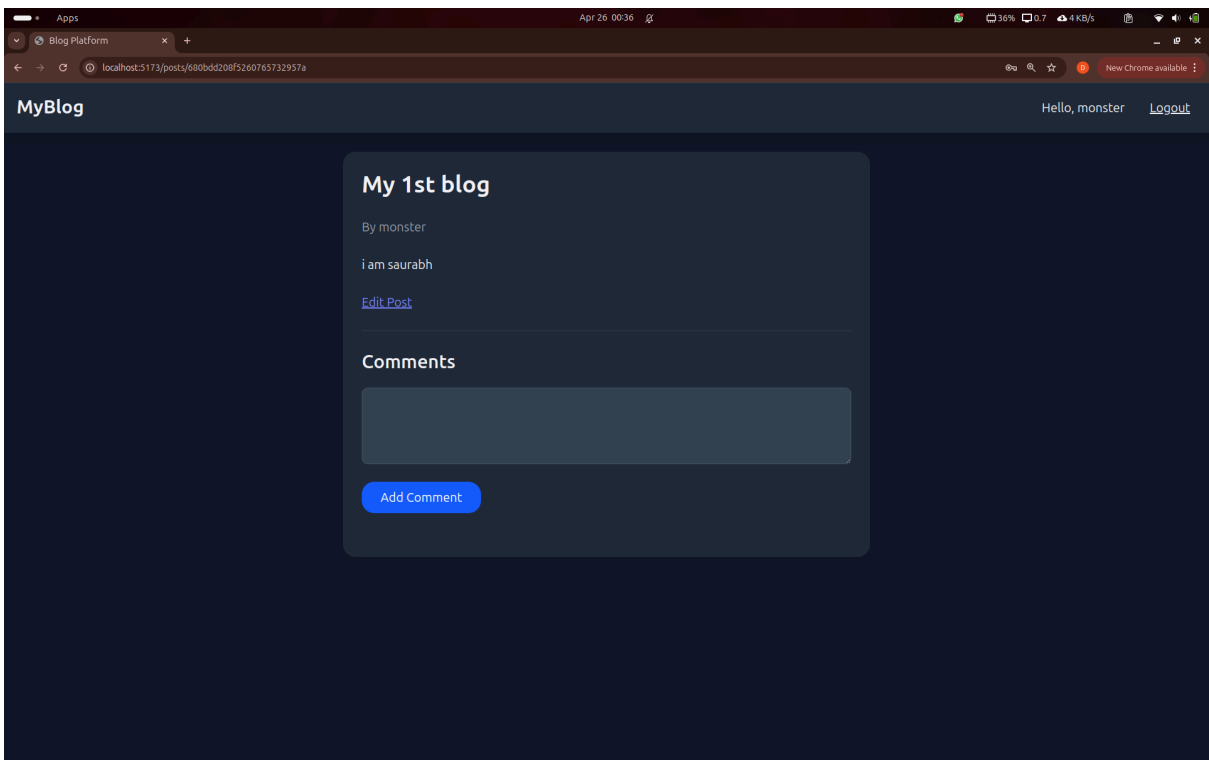 Apps Apr 26 00:36 36% 0.7 4 KB/s
Blog Platform
localhost:5173/posts/680bdd208f5260765732957a D New Chrome available
MyBlog Hello, monster Logout
My 1st blog
By monster
i am saurabh
Edit Post
Comments
Add Comment